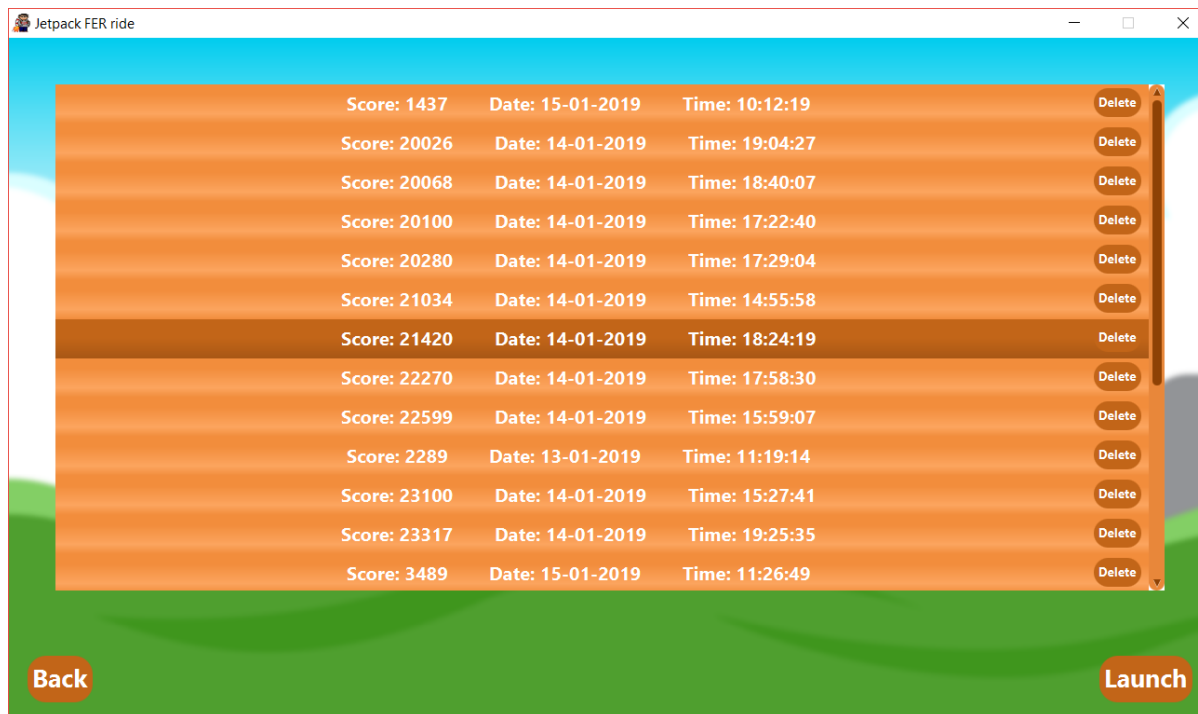 Jetpack FER ride
Score: 1437 Date: 15-01-2019 Time: 10:12:19 Delete
Score: 20026 Date: 14-01-2019 Time: 19:04:27 Delete
Score: 20068 Date: 14-01-2019 Time: 18:40:07 Delete
Score: 20100 Date: 14-01-2019 Time: 17:22:40 Delete
Score: 20280 Date: 14-01-2019 Time: 17:29:04 Delete
Score: 21034 Date: 14-01-2019 Time: 14:55:58 Delete
Score: 21420 Date: 14-01-2019 Time: 18:24:19 Delete
Score: 22270 Date: 14-01-2019 Time: 17:58:30 Delete
Score: 22599 Date: 14-01-2019 Time: 15:59:07 Delete
Score: 2289 Date: 13-01-2019 Time: 11:19:14 Delete
Score: 23100 Date: 14-01-2019 Time: 15:27:41 Delete
Score: 23317 Date: 14-01-2019 Time: 19:25:35 Delete
Score: 3489 Date: 15-01-2019 Time: 11:26:49 Delete
Back Launch